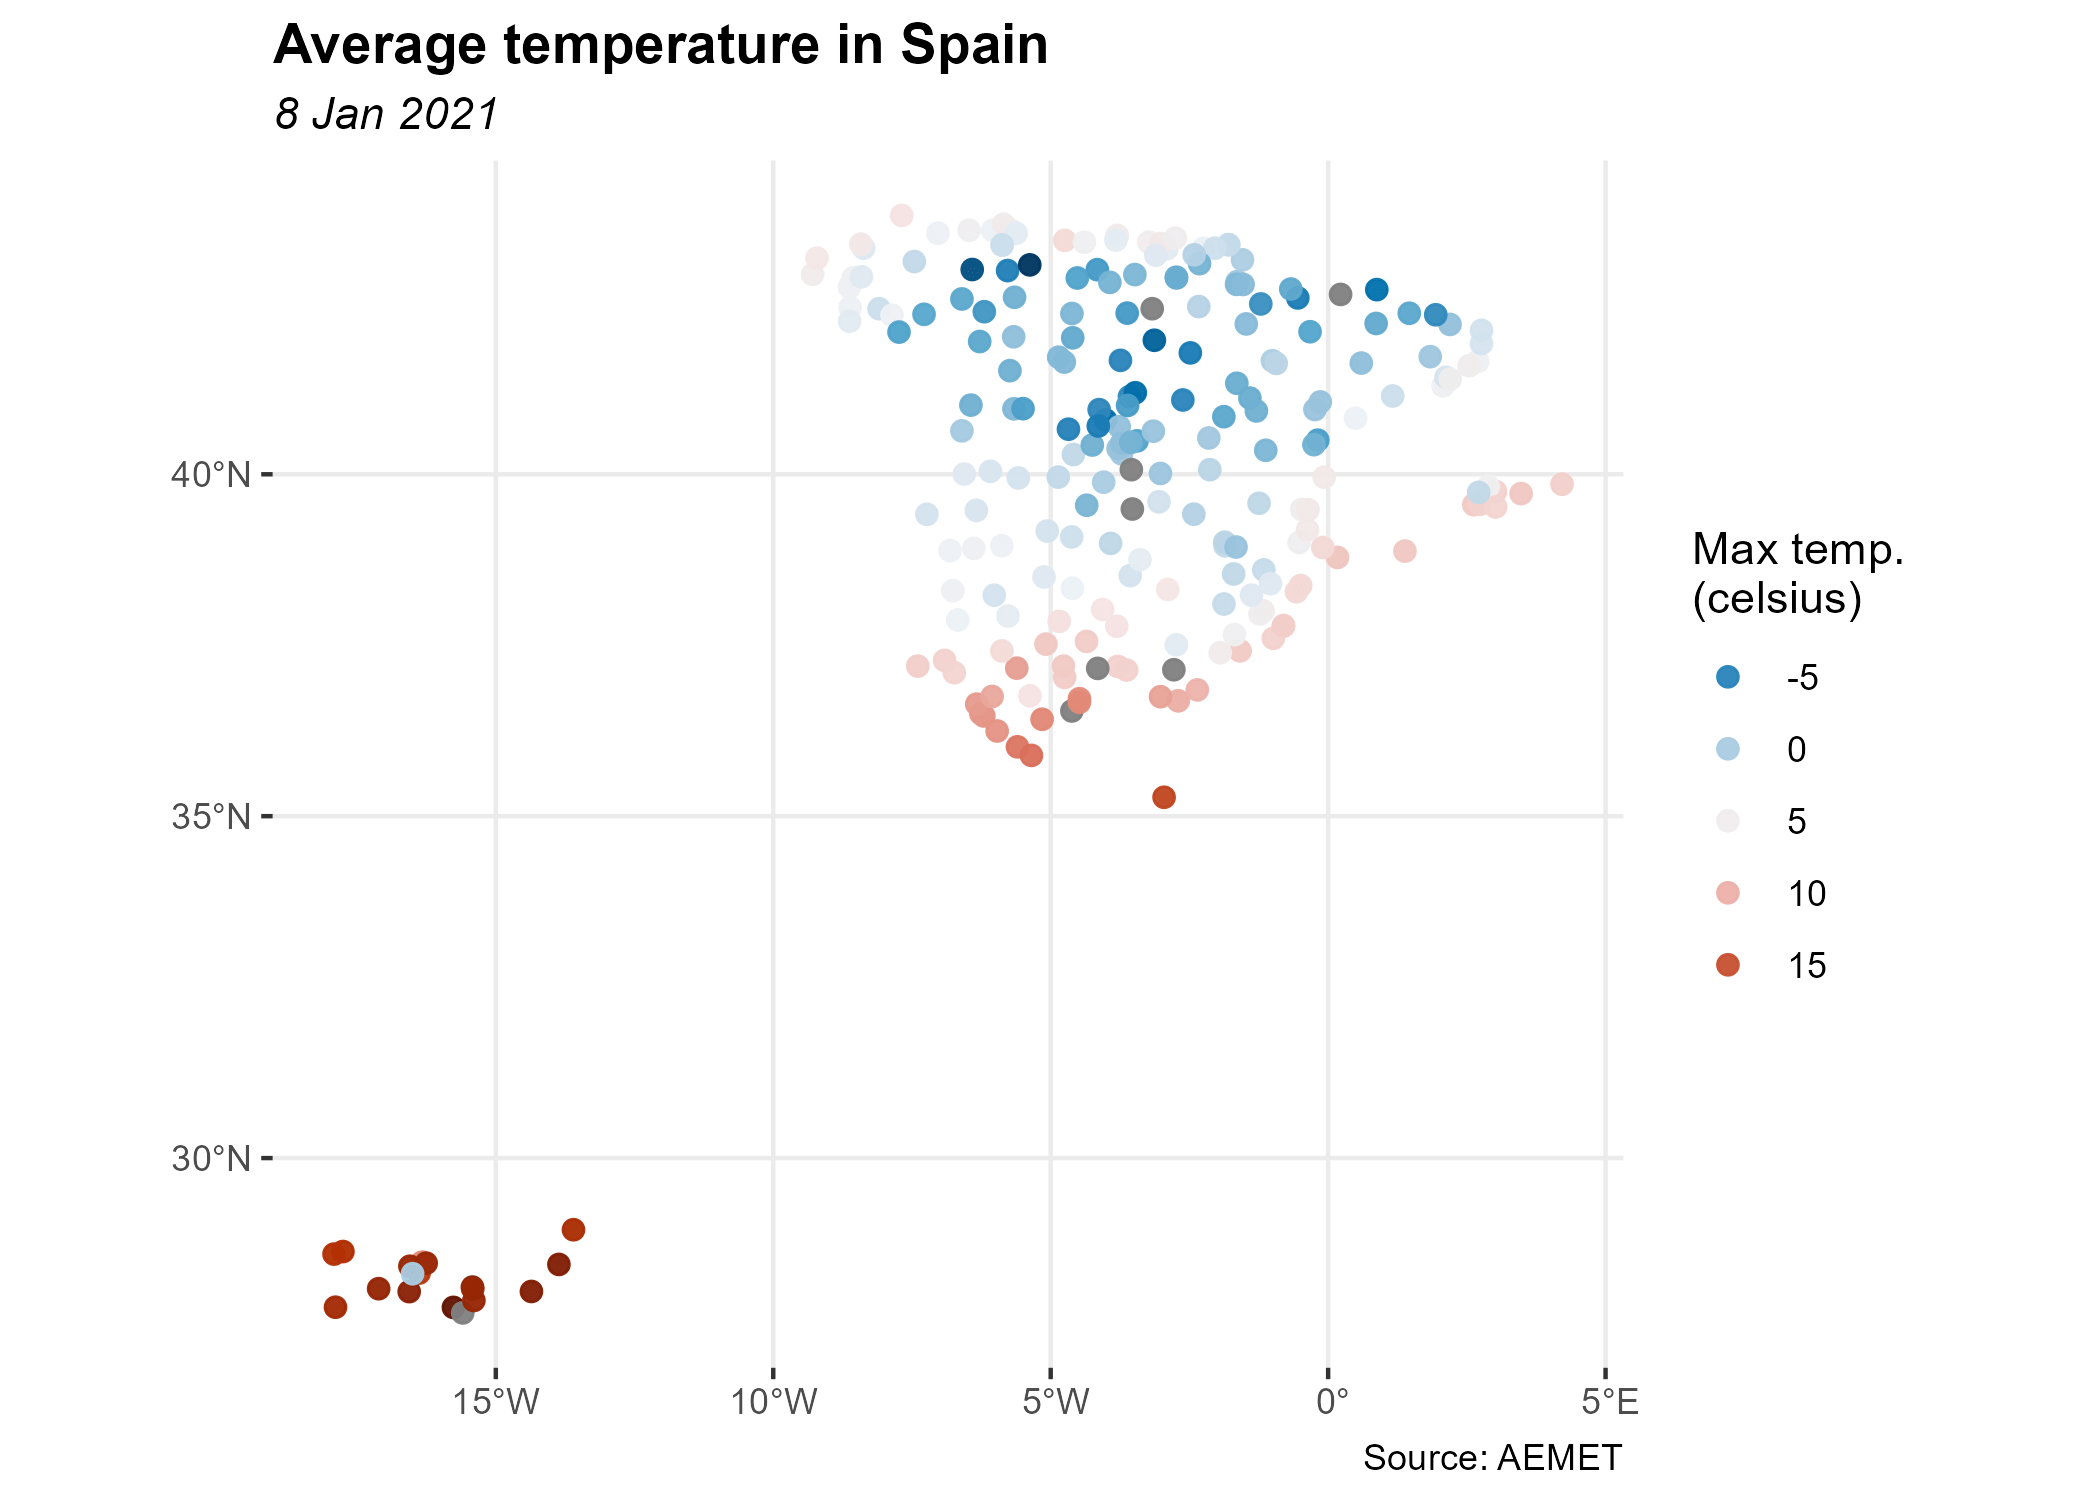 Average temperature in Spain
8 Jan 2021
40°N
35°N
30°N
15°W
10°W
5°W
0°
5°E
Max temp.
(celsius)
-5
0
5
10
15
Source: AEMET